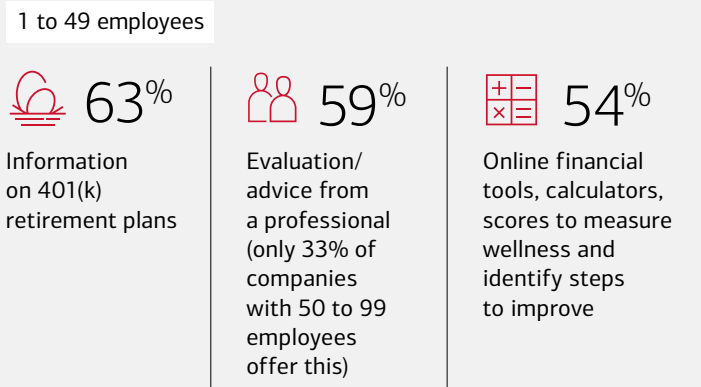 1 to 49 employees
63%
Information
on 401(k)
retirement plans
59%
Evaluation/
advice from
a professional
(only 33% of
companies
with 50 to 99
employees
offer this)
54%
Online financial
tools, calculators,
scores to measure
wellness and
identify steps
to improve